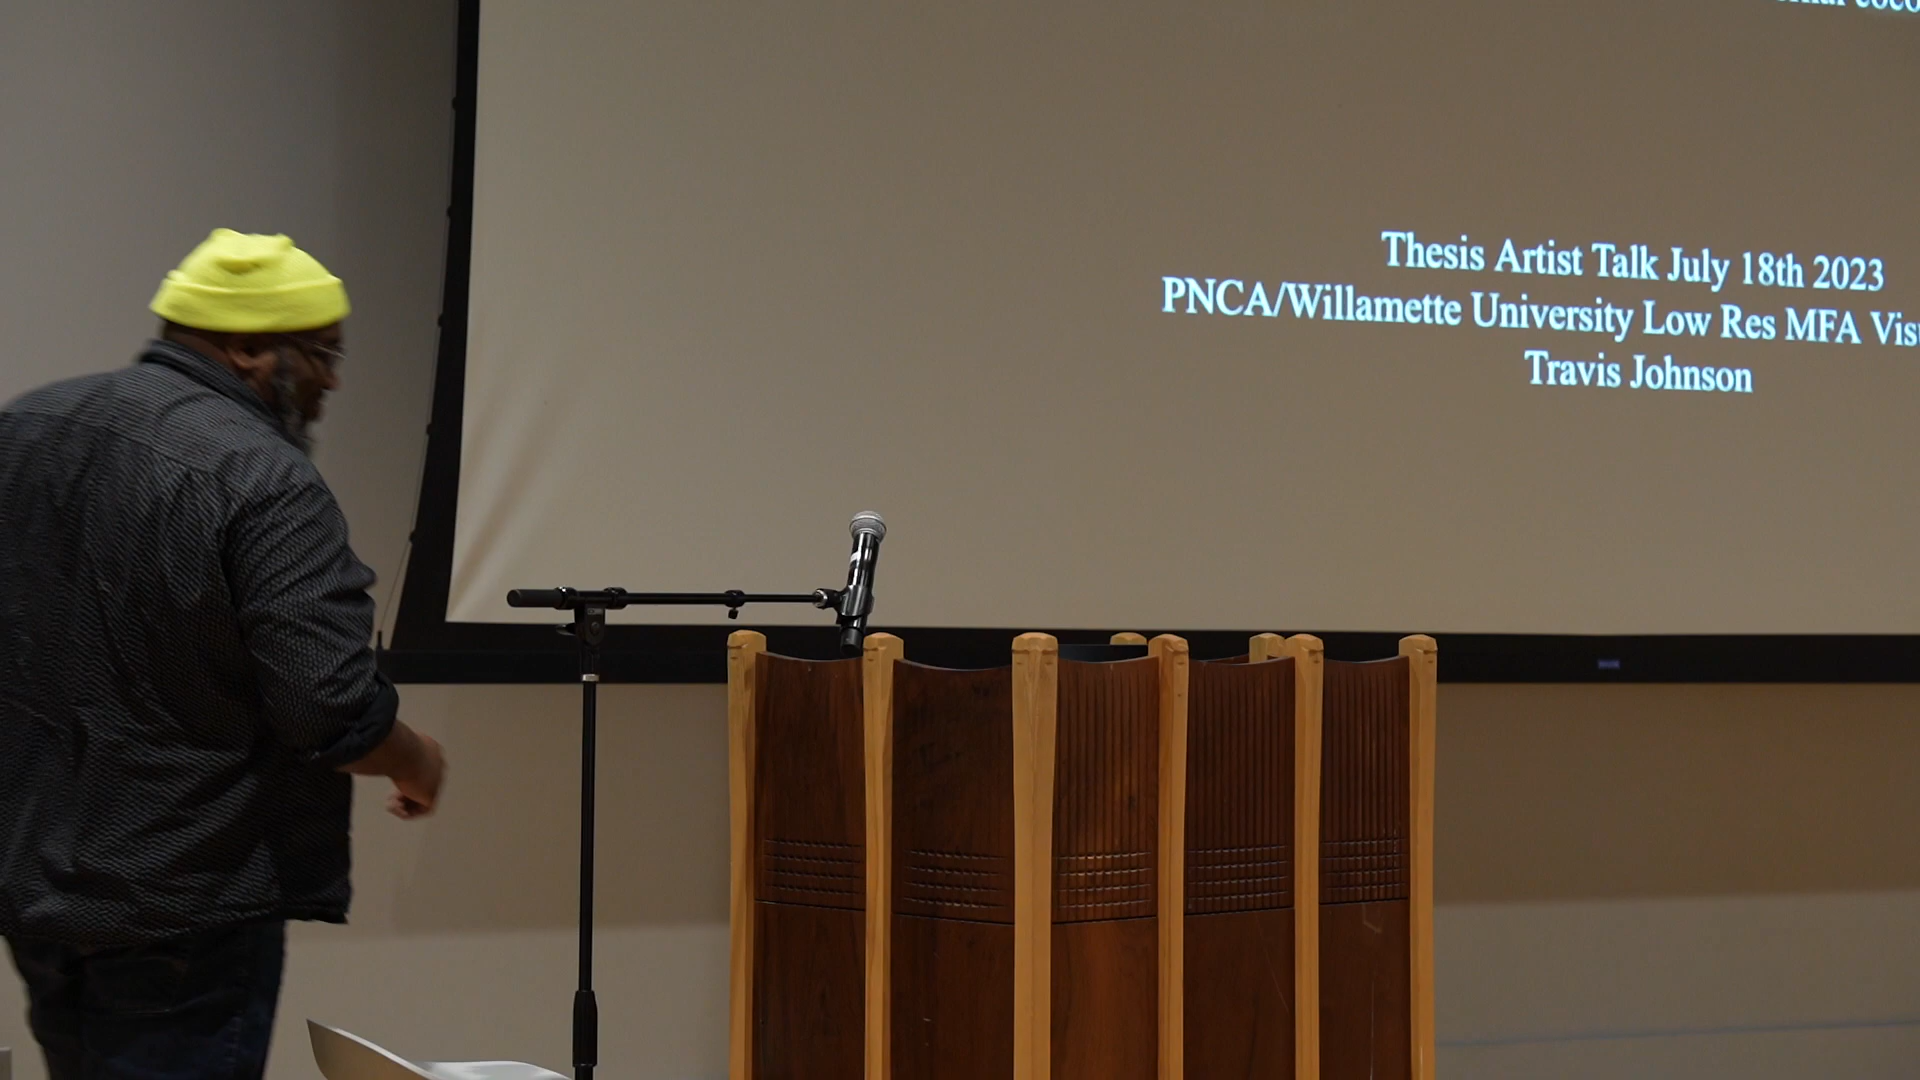 Thesis Artist Talk July 18th 2023
PNCA/Willamette University Low Res MFA
Travis Johnson